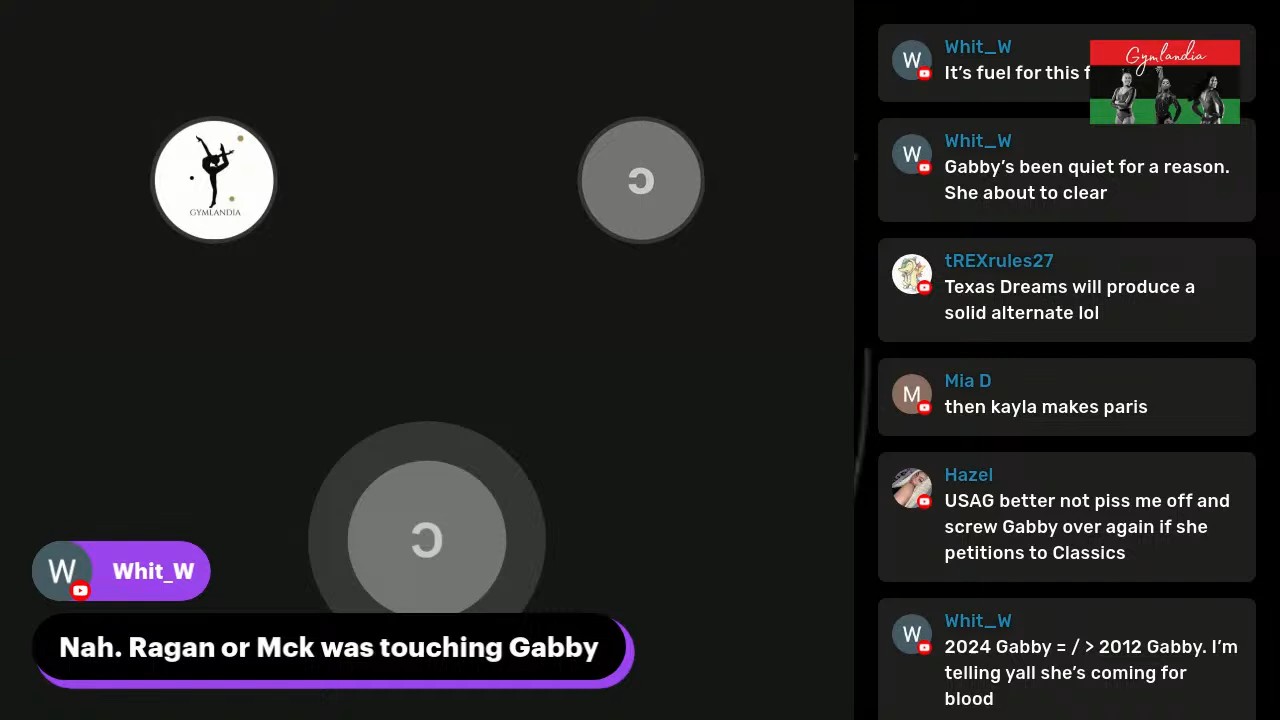 GYMLANDIA
ɔ
ɔ
W
Whit_W
Nah. Ragan or Mck was touching Gabby
W
Whit_W
It's fuel for this f
Gymlandia
W
Whit_W
Gabby's been quiet for a reason.
She about to clear
tREXrules27
Texas Dreams will produce a
solid alternate lol
M
Mia D
then kayla makes paris
Hazel
USAG better not piss me off and
screw Gabby over again if she
petitions to Classics
W
Whit_W
2024 Gabby = / > 2012 Gabby. I'm
telling yall she's coming for
blood